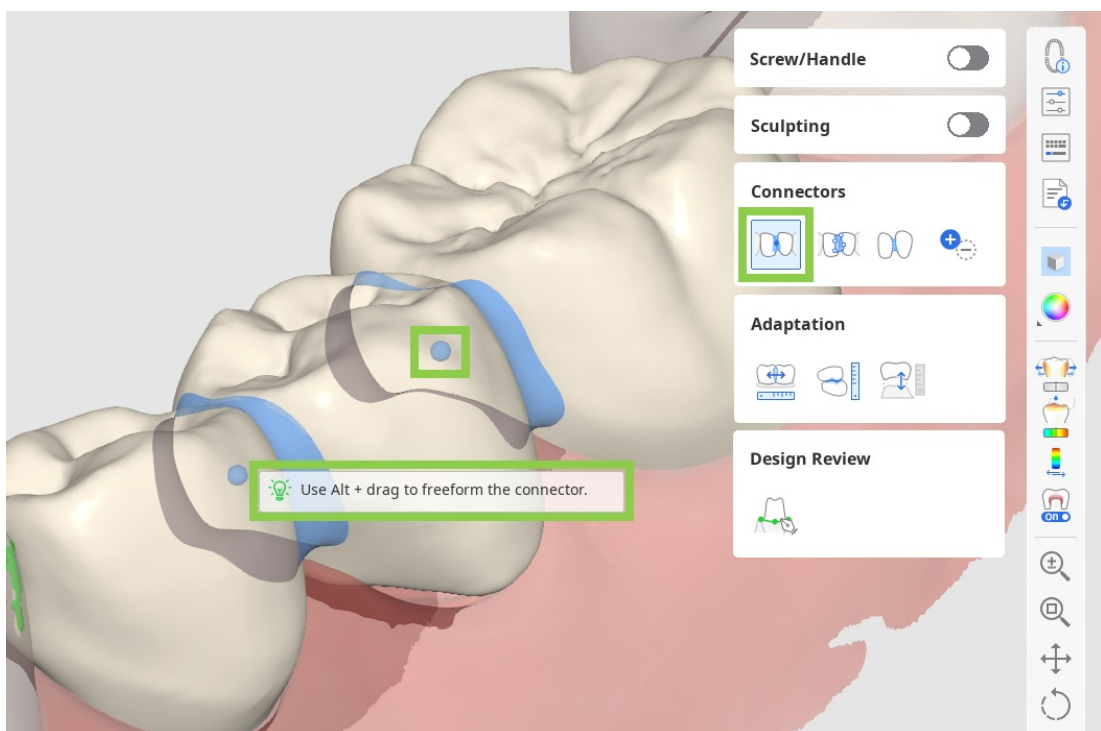 Screw/Handle
Sculpting
Connectors
Adaptation
Design Review
Use Alt + drag to freeform the connector.
on